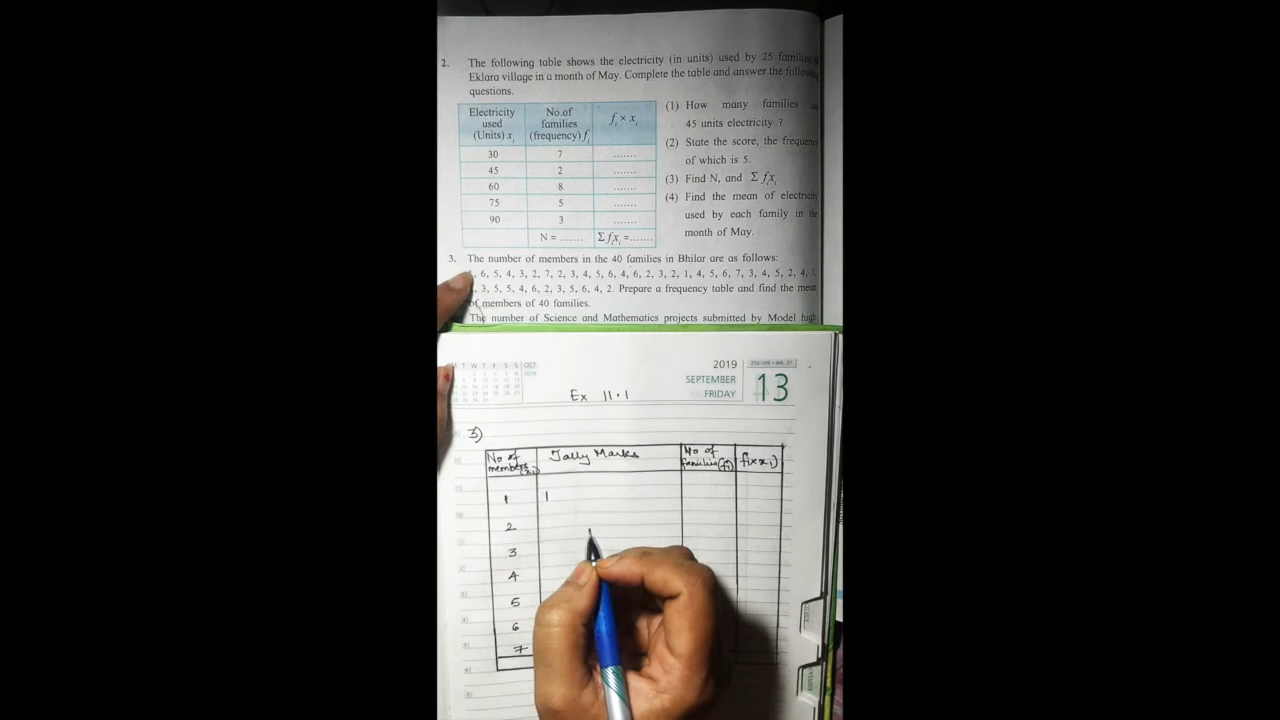 2. The following table shows the electricity (in units) used by 25 families
Eklara village in a month of May. Complete the table and answer the following
questions.
Electricity used (Units) xi No.of families (frequency) fi fi × xi
30 7 .......
45 2 .......
60 8 .......
75 5 .......
90 3 .......
N = ....... Σ fixi =.......
(1) How many families
45 units electricity ?
(2) State the score, the frequency
of which is 5.
(3) Find N, and Σ fixi
(4) Find the mean of electricity
used by each family in the
month of May.
3. The number of members in the 40 families in Bhilar are as follows:
6, 5, 4, 3, 2, 7, 2, 3, 4, 5, 6, 4, 6, 2, 3, 2, 1, 4, 5, 6, 7, 3, 4, 5, 2, 4,
3, 5, 5, 4, 6, 2, 3, 5, 6, 4, 2. Prepare a frequency table and find the mean
of members of 40 families.
The number of Science and Mathematics projects submitted by Model high
T W T F S S OCT
2019
2019
SEPTEMBER
FRIDAY
13
Ex 11.1
3)
No of members (xi) Tally Marks No of families (fi) fi×xi)
1 |
2
3
4
5
6
7